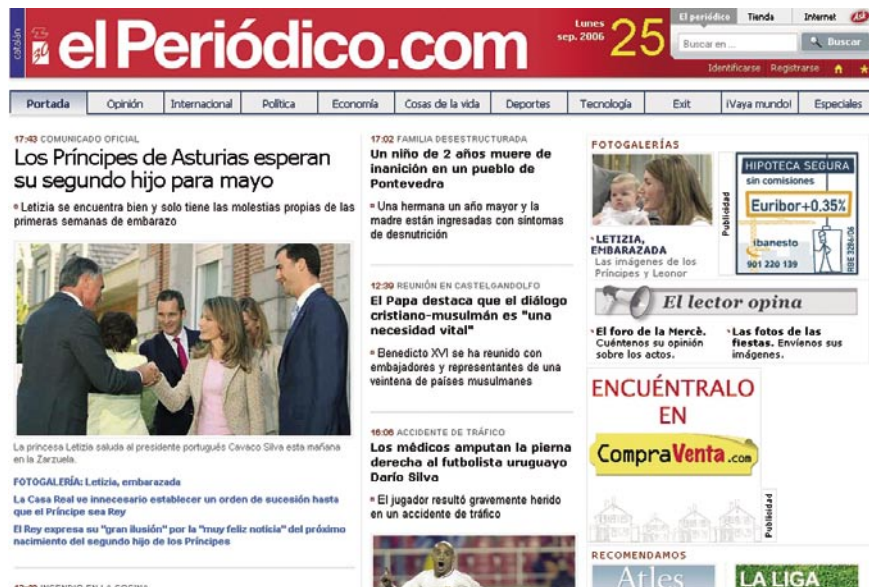 catalán
elPeriódico.com
Lunes
sep. 2006
25
El periódico Tienda Internet
Buscar en ...
Buscar
Identificarse Registrarse
Portada Opinión Internacional Política Economía Cosas de la vida Deportes Tecnología Exit ¡Vaya mundo! Especiales
17:43 COMUNICADO OFICIAL
Los Príncipes de Asturias esperan
su segundo hijo para mayo
Letizia se encuentra bien y solo tiene las molestias propias de las
primeras semanas de embarazo
La princesa Letizia saluda al presidente portugués Cavaco Silva esta mañana
en la Zarzuela.
FOTOGALERÍA: Letizia, embarazada
La Casa Real ve innecesario establecer un orden de sucesión hasta
que el Príncipe sea Rey
El Rey expresa su "gran ilusión" por la "muy feliz noticia" del próximo
nacimiento del segundo hijo de los Príncipes
INCENDIO EN LA COCINA
17:02 FAMILIA DESESTRUCTURADA
Un niño de 2 años muere de
inanición en un pueblo de
Pontevedra
Una hermana un año mayor y la
madre están ingresadas con síntomas
de desnutrición
12:39 REUNIÓN EN CASTELGANDOLFO
El Papa destaca que el diálogo
cristiano-musulmán es "una
necesidad vital"
Benedicto XVI se ha reunido con
embajadores y representantes de una
veintena de países musulmanes
16:06 ACCIDENTE DE TRÁFICO
Los médicos amputan la pierna
derecha al futbolista uruguayo
Darío Silva
El jugador resultó gravemente herido
en un accidente de tráfico
FOTOGALERÍAS
LETIZIA,
EMBARAZADA
Las imágenes de los
Príncipes y Leonor
Publicidad
HIPOTECA SEGURA
sin comisiones
Euribor+0,35%
ibanesto
901 220 139
RBE 3286/06
El lector opina
El foro de la Mercè.
Cuéntenos su opinión
sobre los actos.
Las fotos de las
fiestas. Envíenos sus
imágenes.
ENCUÉNTRALO
EN
CompraVenta.com
Publicidad
RECOMENDAMOS
Atles
LA LIGA